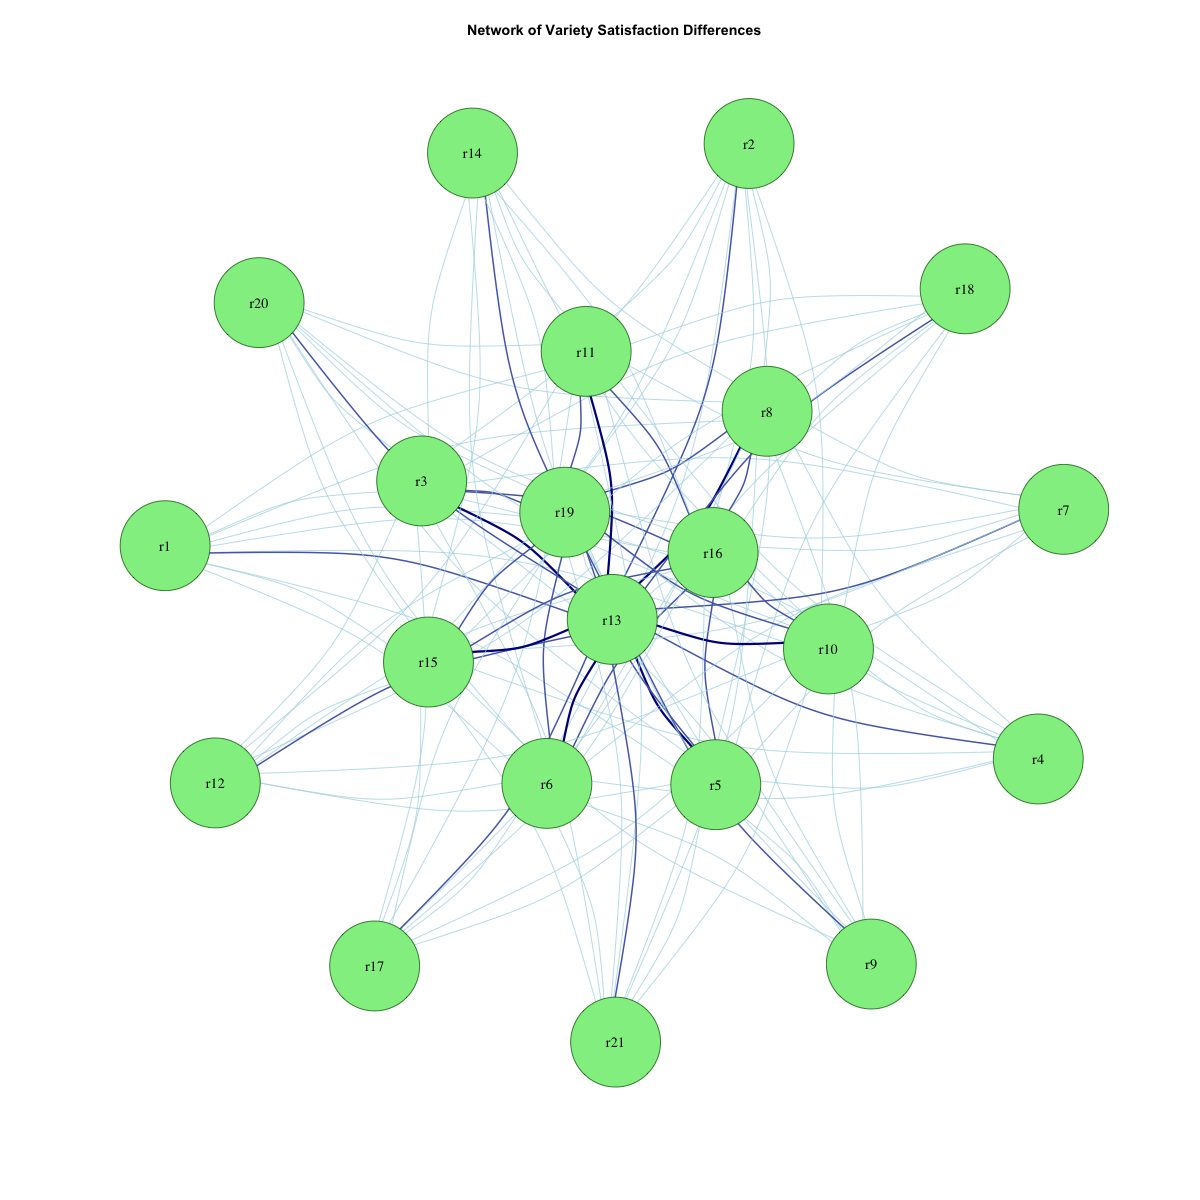 Network of Variety Satisfaction Differences
r2
r14
r18
r20
r11
r8
r3
r7
r19
r1
r16
r13
r10
r15
r4
r12
r6
r5
r9
r17
r21